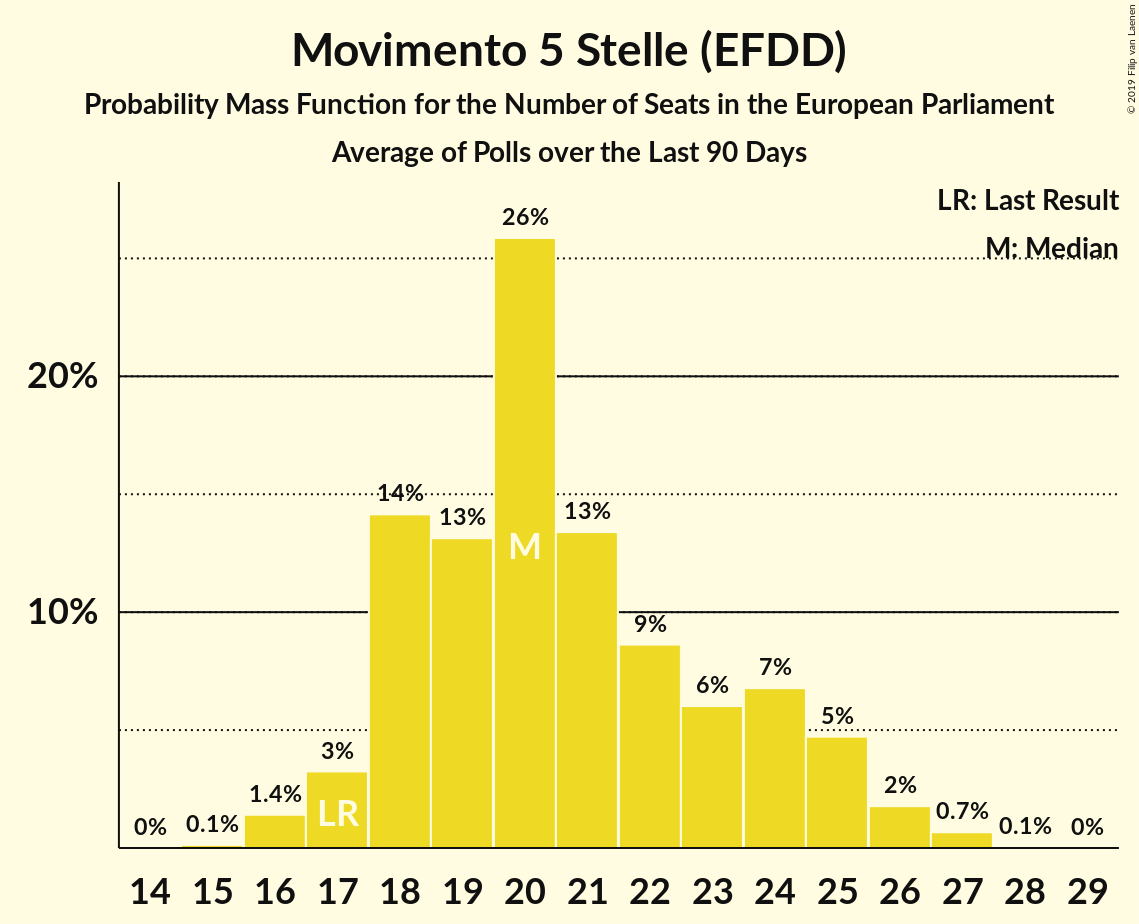 Movimento 5 Stelle (EFDD)
Probability Mass Function for the Number of Seats in the European Parliament
Average of Polls over the Last 90 Days
© 2019 Filip van Laenen
LR: Last Result
M: Median
26%
20%
14%
13%
13%
M
10%
9%
7%
6%
5%
3%
2%
1.4%
LR
0.7%
0%
0.1%
0.1%
0%
14 15 16 17 18 19 20 21 22 23 24 25 26 27 28 29